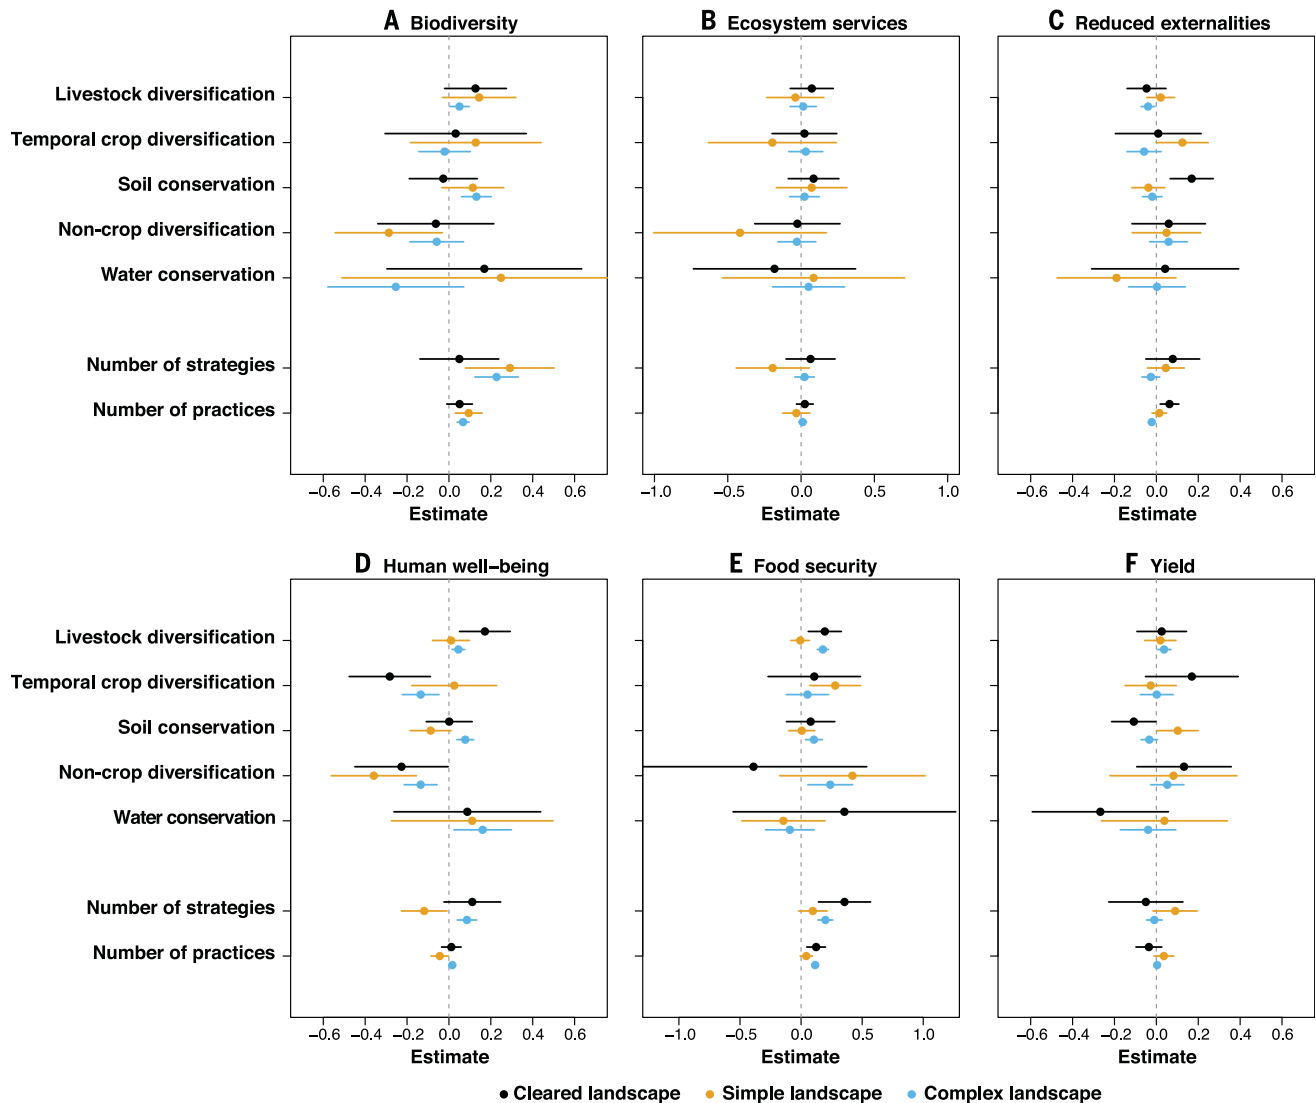 A Biodiversity
B Ecosystem services
C Reduced externalities
Livestock diversification
Temporal crop diversification
Soil conservation
Non-crop diversification
Water conservation
Number of strategies
Number of practices
−0.6 −0.4 −0.2 0.0 0.2 0.4 0.6
−1.0 −0.5 0.0 0.5 1.0
−0.6 −0.4 −0.2 0.0 0.2 0.4 0.6
Estimate
Estimate
Estimate
D Human well−being
E Food security
F Yield
Livestock diversification
Temporal crop diversification
Soil conservation
Non-crop diversification
Water conservation
Number of strategies
Number of practices
−0.6 −0.4 −0.2 0.0 0.2 0.4 0.6
−1.0 −0.5 0.0 0.5 1.0
−0.6 −0.4 −0.2 0.0 0.2 0.4 0.6
Estimate
Estimate
Estimate
Cleared landscape Simple landscape Complex landscape